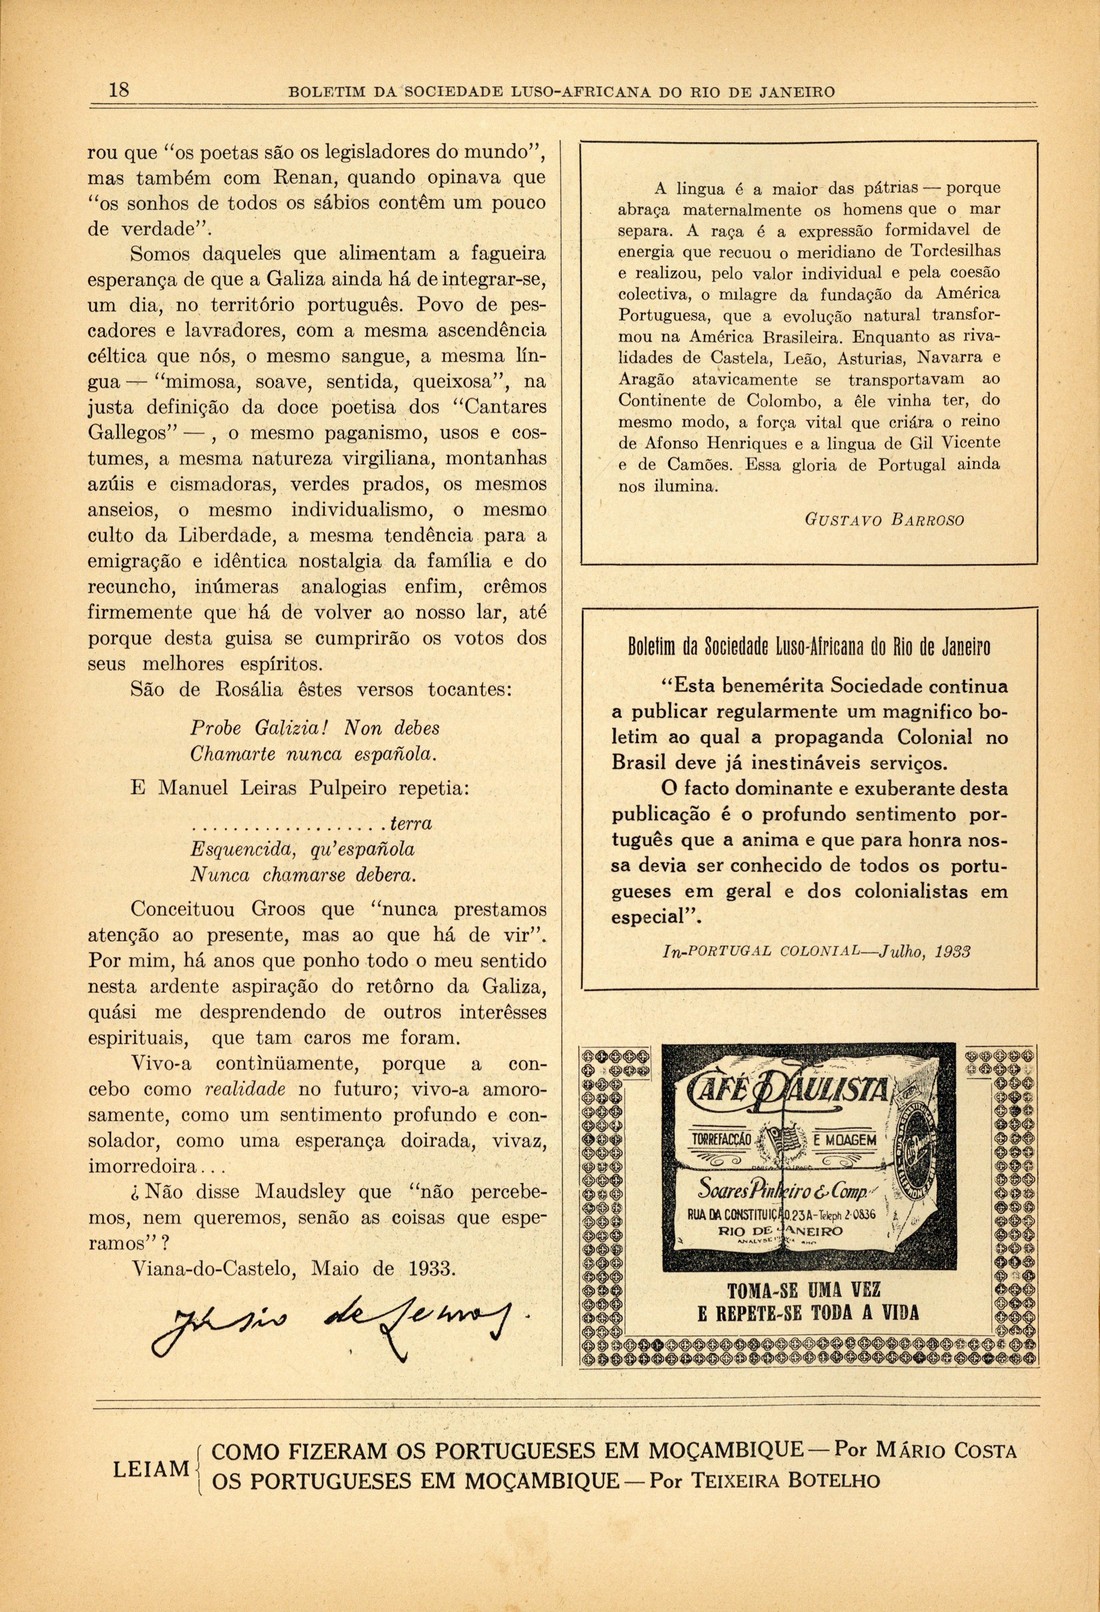 18
BOLETIM DA SOCIEDADE LUSO-AFRICANA DO RIO DE JANEIRO
rou que “os poetas são os legisladores do mundo”,
mas também com Renan, quando opinava que
“os sonhos de todos os sábios contêm um pouco
de verdade”.
Somos daqueles que alimentam a fagueira
esperança de que a Galiza ainda há de integrar-se,
um dia, no território português. Povo de pes-
cadores e lavradores, com a mesma ascendência
céltica que nós, o mesmo sangue, a mesma lín-
gua — “mimosa, soave, sentida, queixosa”, na
justa definição da doce poetisa dos “Cantares
Gallegos” — , o mesmo paganismo, usos e cos-
tumes, a mesma natureza virgiliana, montanhas
azúis e cismadoras, verdes prados, os mesmos
anseios, o mesmo individualismo, o mesmo
culto da Liberdade, a mesma tendência para a
emigração e idêntica nostalgia da família e do
recuncho, inúmeras analogias enfim, crêmos
firmemente que há de volver ao nosso lar, até
porque desta guisa se cumprirão os votos dos
seus melhores espíritos.
São de Rosália êstes versos tocantes:
Probe Galizia! Non debes
Chamarte nunca española.
E Manuel Leiras Pulpeiro repetia:
...................terra
Esquencida, qu’española
Nunca chamarse debera.
Conceituou Groos que “nunca prestamos
atenção ao presente, mas ao que há de vir”.
Por mim, há anos que ponho todo o meu sentido
nesta ardente aspiração do retôrno da Galiza,
quási me desprendendo de outros interêsses
espirituais, que tam caros me foram.
Vivo-a contìnüamente, porque a con-
cebo como realidade no futuro; vivo-a amoro-
samente, como um sentimento profundo e con-
solador, como uma esperança doirada, vivaz,
imorredoira...
¿ Não disse Maudsley que “não percebe-
mos, nem queremos, senão as coisas que espe-
ramos” ?
Viana-do-Castelo, Maio de 1933.
Júlio de Lemos.
A lingua é a maior das pátrias — porque
abraça maternalmente os homens que o mar
separa. A raça é a expressão formidavel de
energia que recuou o meridiano de Tordesilhas
e realizou, pelo valor individual e pela coesão
colectiva, o milagre da fundação da América
Portuguesa, que a evolução natural transfor-
mou na América Brasileira. Enquanto as riva-
lidades de Castela, Leão, Asturias, Navarra e
Aragão atavicamente se transportavam ao
Continente de Colombo, a êle vinha ter, do
mesmo modo, a força vital que criára o reino
de Afonso Henriques e a lingua de Gil Vicente
e de Camões. Essa gloria de Portugal ainda
nos ilumina.
GUSTAVO BARROSO
Boletim da Sociedade Luso-Africana do Rio de Janeiro
“Esta benemérita Sociedade continua
a publicar regularmente um magnifico bo-
letim ao qual a propaganda Colonial no
Brasil deve já inestináveis serviços.
O facto dominante e exuberante desta
publicação é o profundo sentimento por-
tuguês que a anima e que para honra nos-
sa devia ser conhecido de todos os portu-
gueses em geral e dos colonialistas em
especial”.
In-PORTUGAL COLONIAL—Julho, 1933
CAFÉ PAULISTA
TORREFACCÃO E MOAGEM
Soares Pinheiro & Comp.
RUA DA CONSTITUIÇÃO, 23A-Teleph 2-0836
RIO DE JANEIRO
TOMA-SE UMA VEZ
E REPETE-SE TODA A VIDA
LEIAM
COMO FIZERAM OS PORTUGUESES EM MOÇAMBIQUE — Por MÁRIO COSTA
OS PORTUGUESES EM MOÇAMBIQUE — Por TEIXEIRA BOTELHO